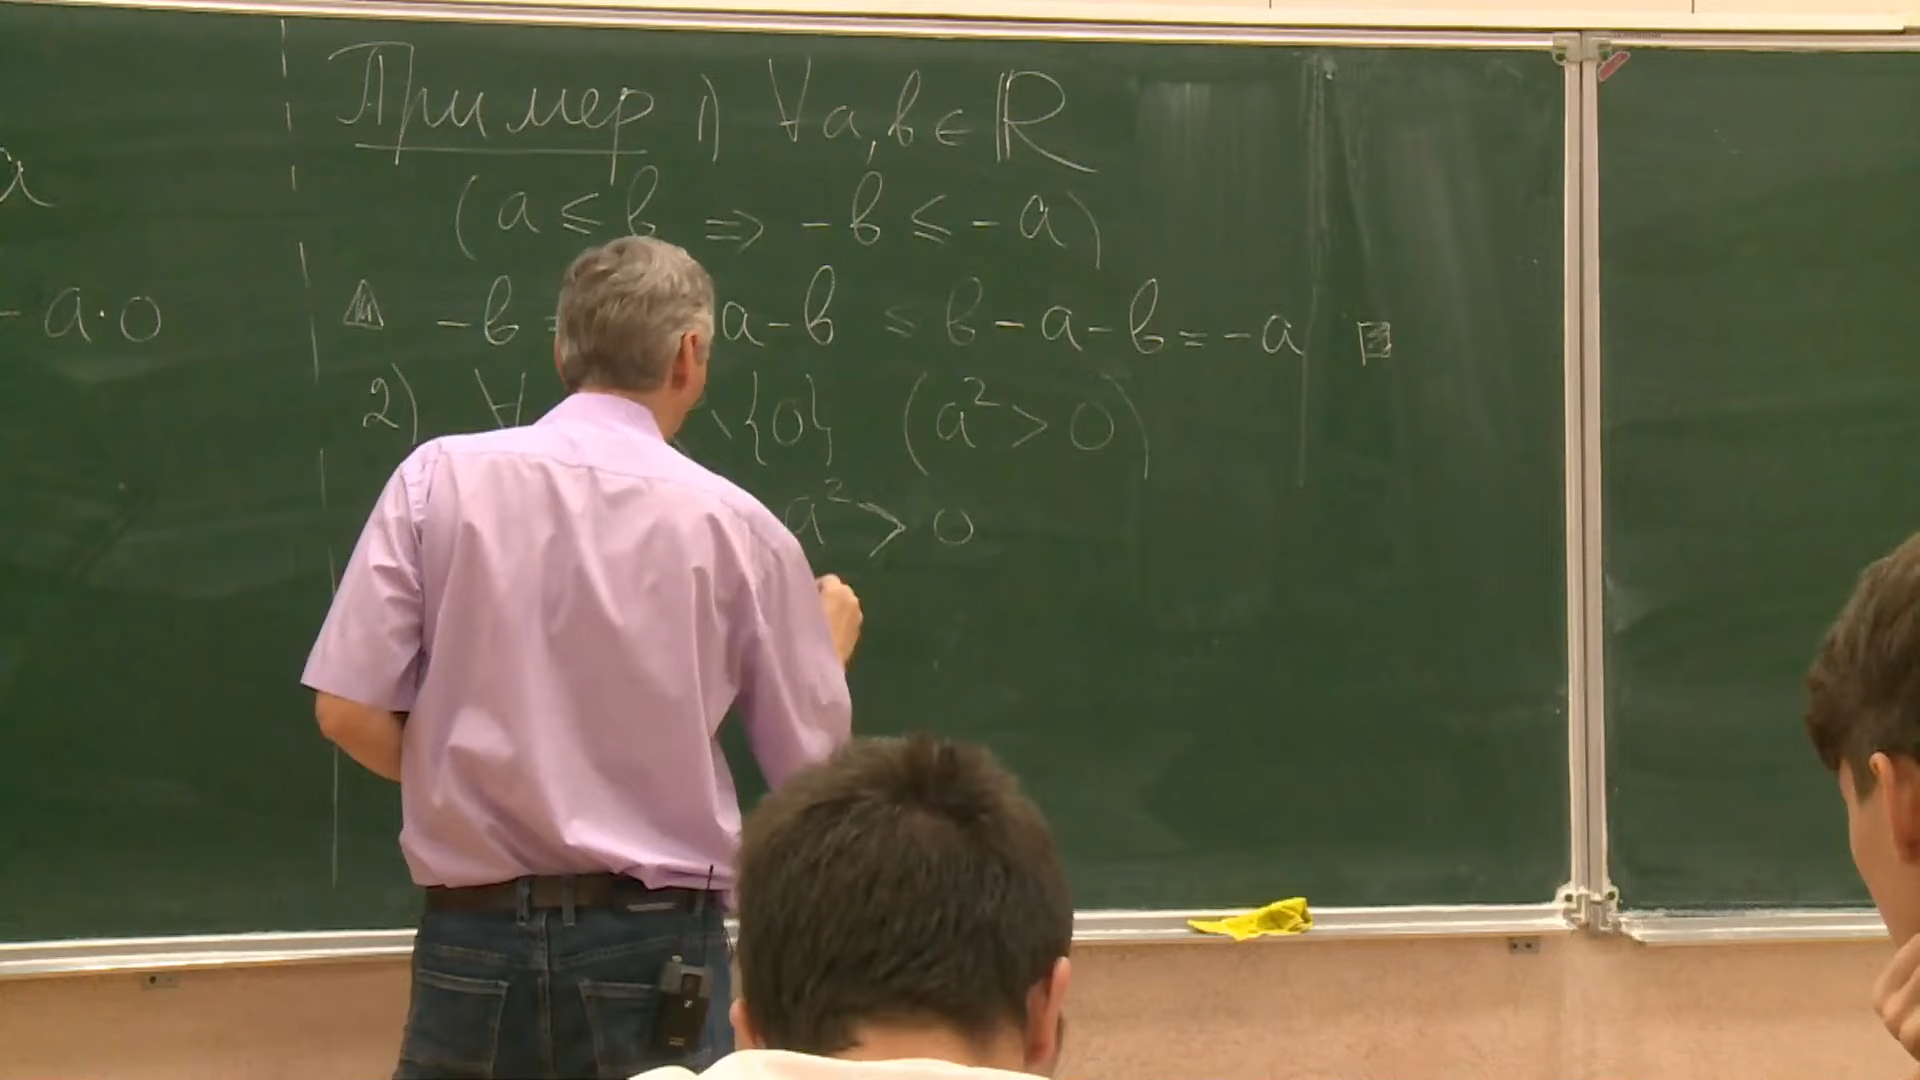 a
- a·0
Пример 1) ∀a,b ∈ ℝ
(a ≤ b ⇒ -b ≤ -a)
-b = a-b ≤ b-a-b = -a
2) ∀ \{0} (a² > 0)
a² > 0